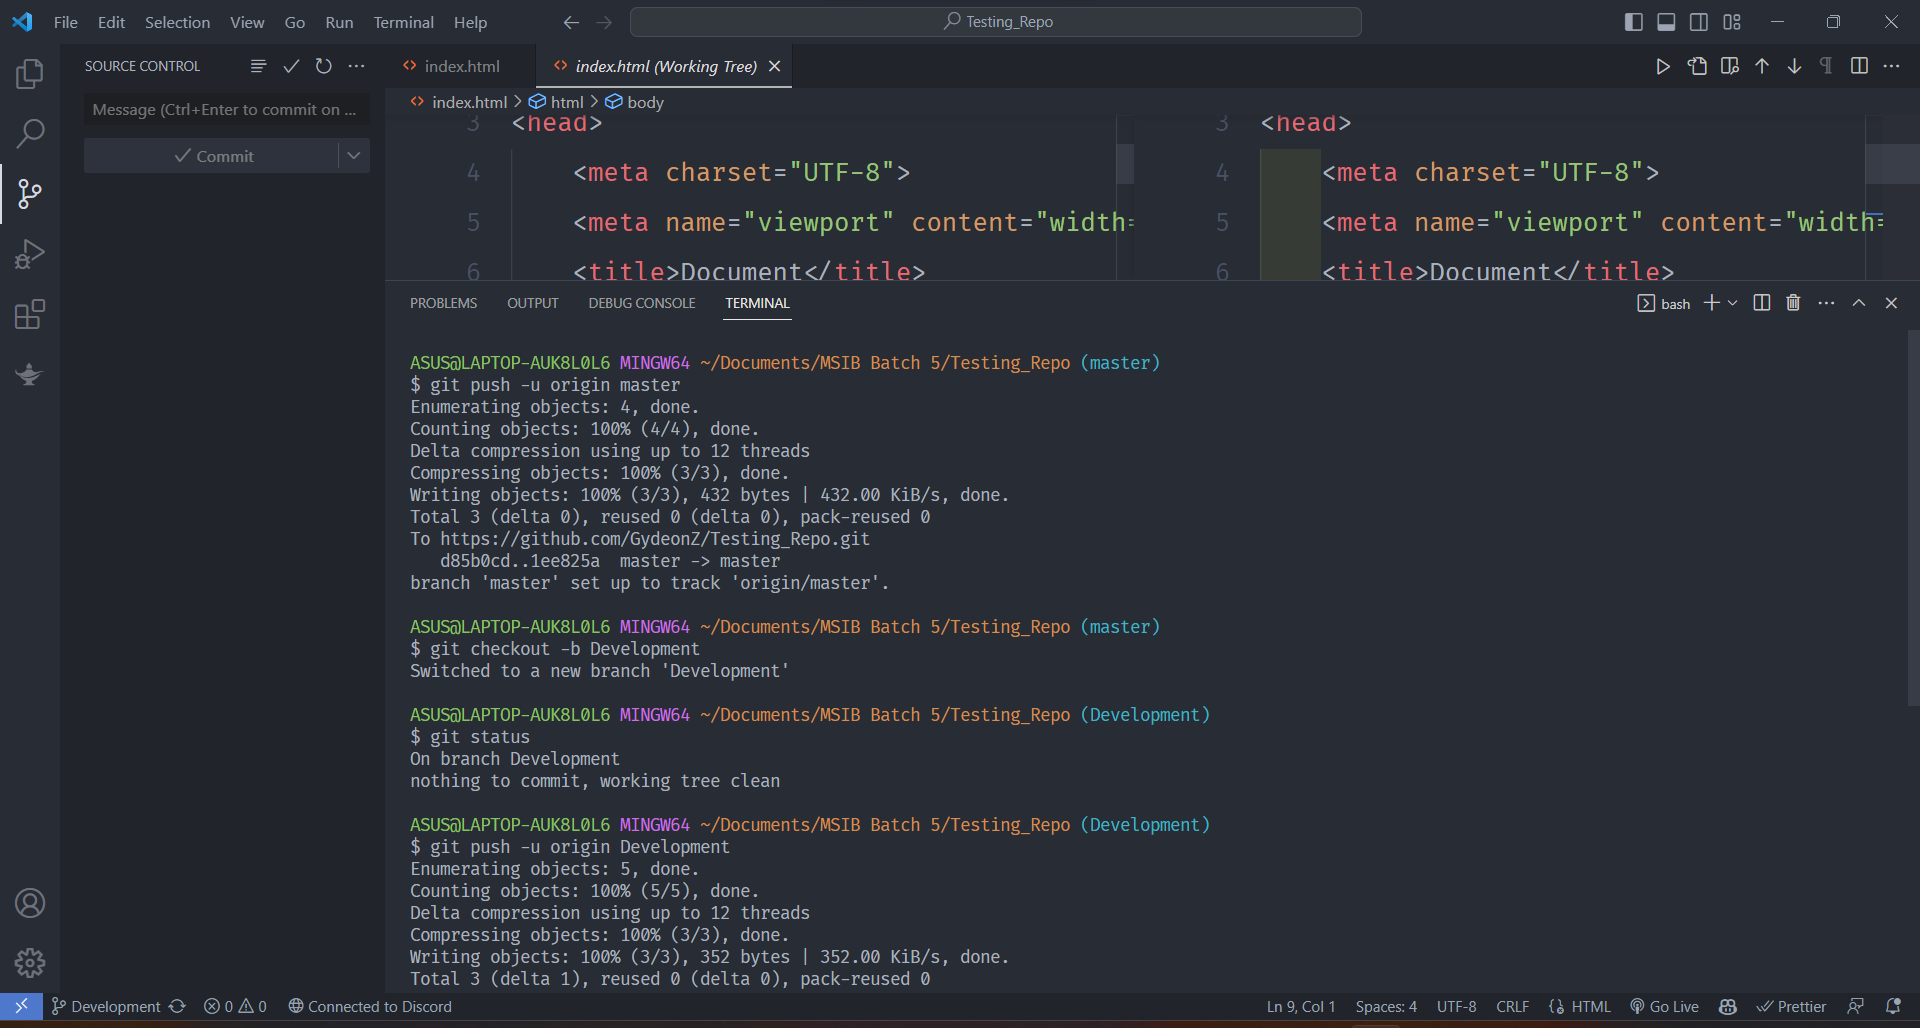 File Edit Selection View Go Run Terminal Help
Testing_Repo
SOURCE CONTROL
Message (Ctrl+Enter to commit on ...
Commit
index.html
index.html (Working Tree)
index.html > html > body
3 <head>
4 <meta charset="UTF-8">
5 <meta name="viewport" content="width=
6 <title>Document</title>
3 <head>
4 <meta charset="UTF-8">
5 <meta name="viewport" content="width=
6 <title>Document</title>
PROBLEMS OUTPUT DEBUG CONSOLE TERMINAL
bash
ASUS@LAPTOP-AUK8L0L6 MINGW64 ~/Documents/MSIB Batch 5/Testing_Repo (master)
$ git push -u origin master
Enumerating objects: 4, done.
Counting objects: 100% (4/4), done.
Delta compression using up to 12 threads
Compressing objects: 100% (3/3), done.
Writing objects: 100% (3/3), 432 bytes | 432.00 KiB/s, done.
Total 3 (delta 0), reused 0 (delta 0), pack-reused 0
To https://github.com/GydeonZ/Testing_Repo.git
d85b0cd..1ee825a master -> master
branch 'master' set up to track 'origin/master'.
ASUS@LAPTOP-AUK8L0L6 MINGW64 ~/Documents/MSIB Batch 5/Testing_Repo (master)
$ git checkout -b Development
Switched to a new branch 'Development'
ASUS@LAPTOP-AUK8L0L6 MINGW64 ~/Documents/MSIB Batch 5/Testing_Repo (Development)
$ git status
On branch Development
nothing to commit, working tree clean
ASUS@LAPTOP-AUK8L0L6 MINGW64 ~/Documents/MSIB Batch 5/Testing_Repo (Development)
$ git push -u origin Development
Enumerating objects: 5, done.
Counting objects: 100% (5/5), done.
Delta compression using up to 12 threads
Compressing objects: 100% (3/3), done.
Writing objects: 100% (3/3), 352 bytes | 352.00 KiB/s, done.
Total 3 (delta 1), reused 0 (delta 0), pack-reused 0
Development 0 0 Connected to Discord Ln 9, Col 1 Spaces: 4 UTF-8 CRLF HTML Go Live Prettier